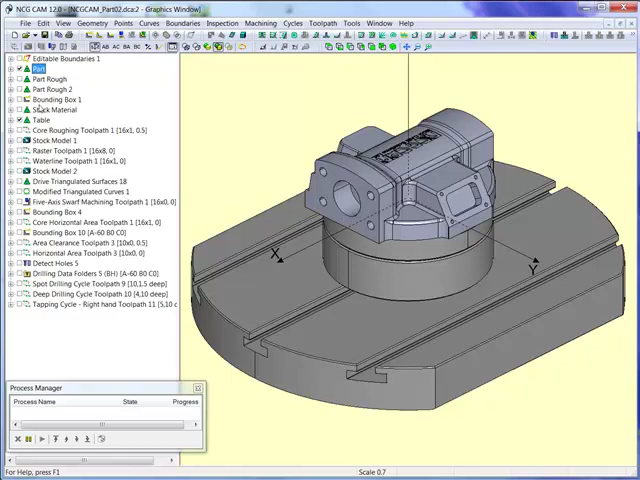 NCG CAM 12.0 - [NCGCAM_Part02.dca:2 - Graphics Window]
File Edit View Geometry Points Curves Boundaries Inspection Machining Cycles Toolpath Tools Window Help
Editable Boundaries 1
Part
Part Rough
Part Rough 2
Bounding Box 1
Stock Material
Table
Core Roughing Toolpath 1 [16x1, 0.5]
Stock Model 1
Raster Toolpath 1 [16x8, 0]
Waterline Toolpath 1 [16x1, 0]
Stock Model 2
Drive Triangulated Surfaces 18
Modified Triangulated Curves 1
Five-Axis Swarf Machining Toolpath 1 [16x0, 0]
Bounding Box 4
Core Horizontal Area Toolpath 1 [16x1, 0]
Bounding Box 10 [A-60 B0 C0]
Area Clearance Toolpath 3 [10x0, 0.5]
Horizontal Area Toolpath 3 [10x0, 0]
Detect Holes 5
Drilling Data Folders 5 (BH) [A-60 B0 C0]
Spot Drilling Cycle Toolpath 9 [10,1.5 deep]
Deep Drilling Cycle Toolpath 10 [4,10 deep]
Tapping Cycle - Right hand Toolpath 11 [5,10 c
X
Y
Process Manager
Process Name State Progress
For Help, press F1
Scale 0.7